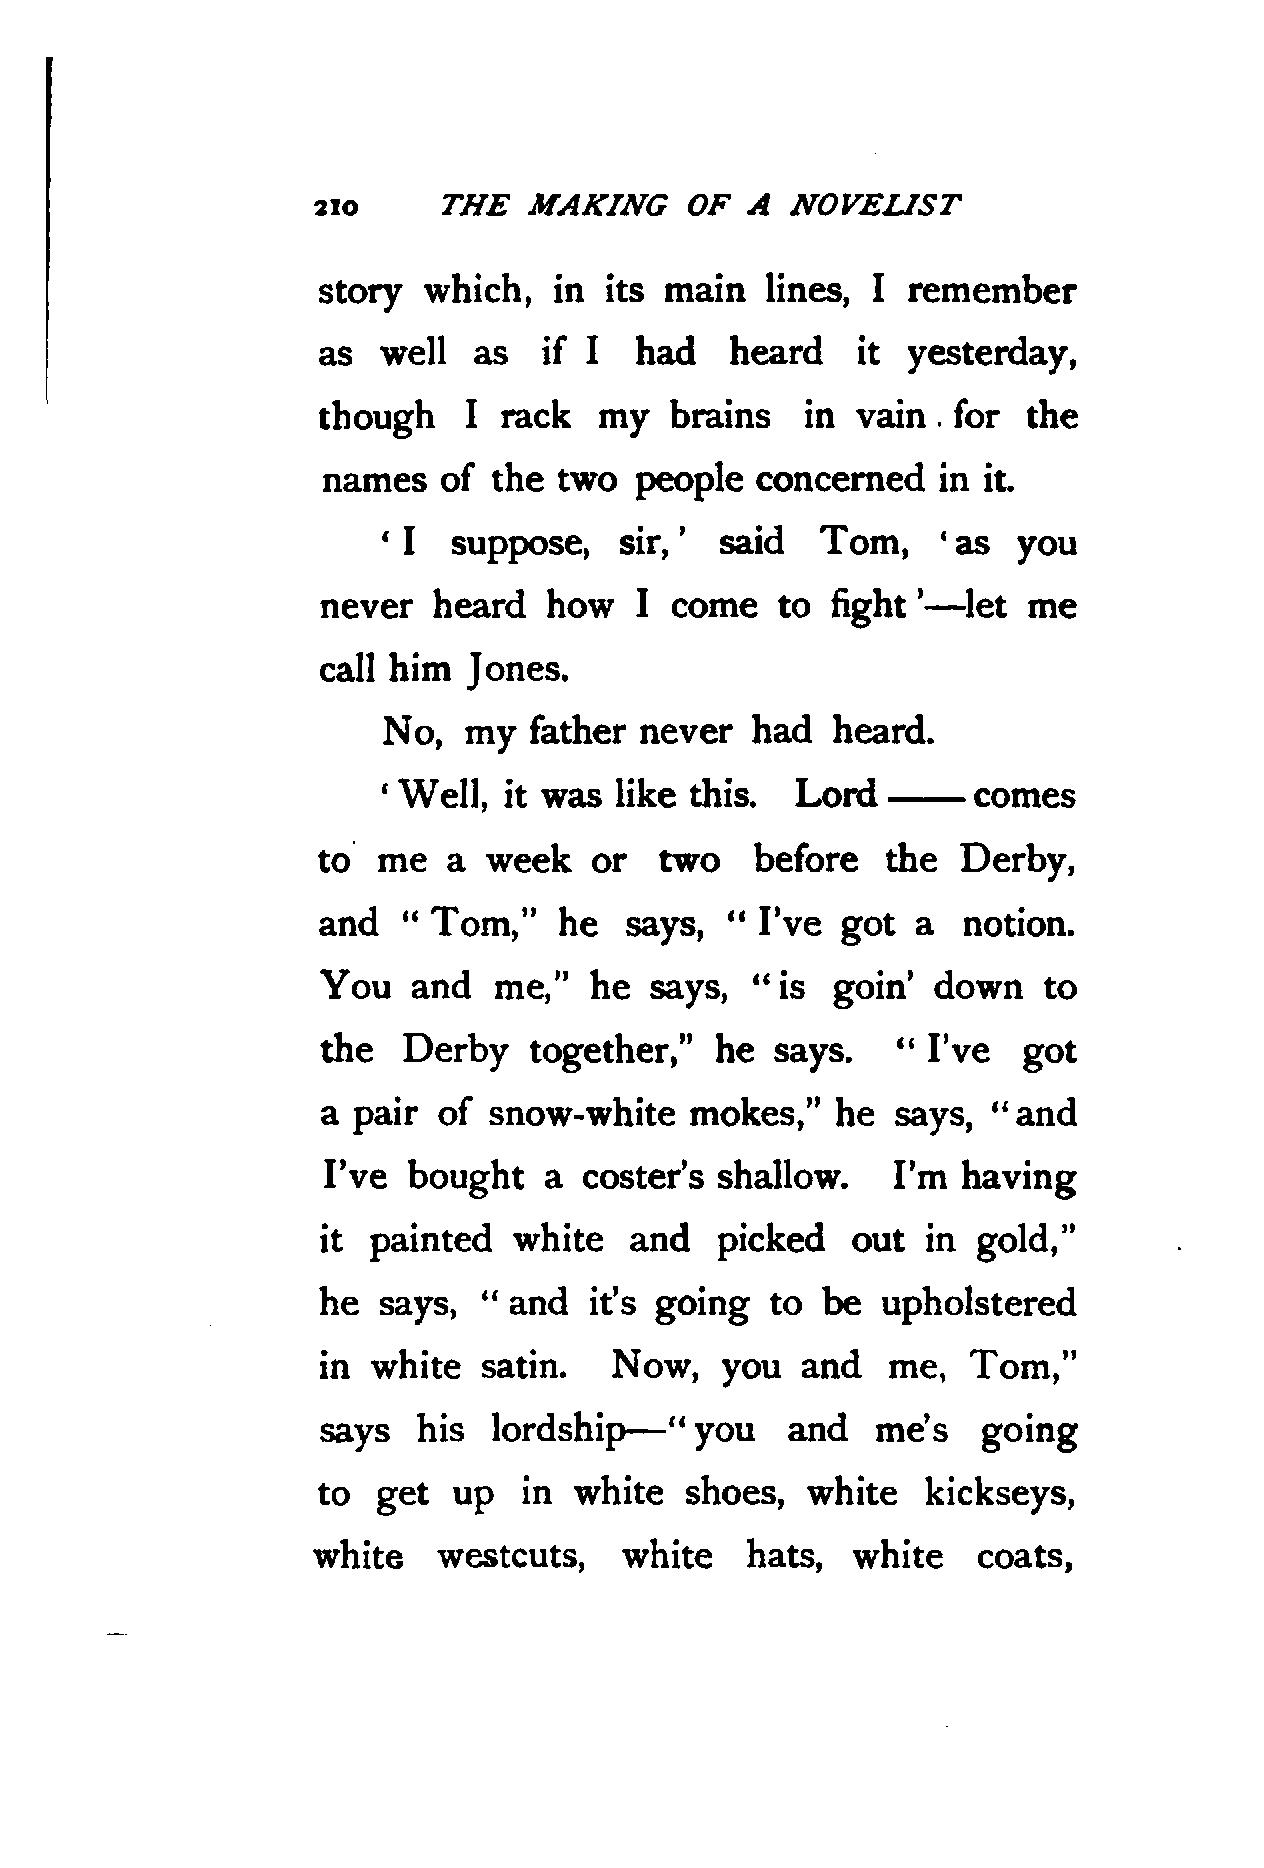 210 THE MAKING OF A NOVELIST
story which, in its main lines, I remember
as well as if I had heard it yesterday,
though I rack my brains in vain for the
names of the two people concerned in it.
‘ I suppose, sir, ’ said Tom, ‘ as you
never heard how I come to fight ’—let me
call him Jones.
No, my father never had heard.
‘ Well, it was like this. Lord —— comes
to me a week or two before the Derby,
and “ Tom,” he says, “ I’ve got a notion.
You and me,” he says, “ is goin’ down to
the Derby together,” he says. “ I’ve got
a pair of snow-white mokes,” he says, “ and
I’ve bought a coster’s shallow. I’m having
it painted white and picked out in gold,”
he says, “ and it’s going to be upholstered
in white satin. Now, you and me, Tom,”
says his lordship—“ you and me’s going
to get up in white shoes, white kickseys,
white westcuts, white hats, white coats,